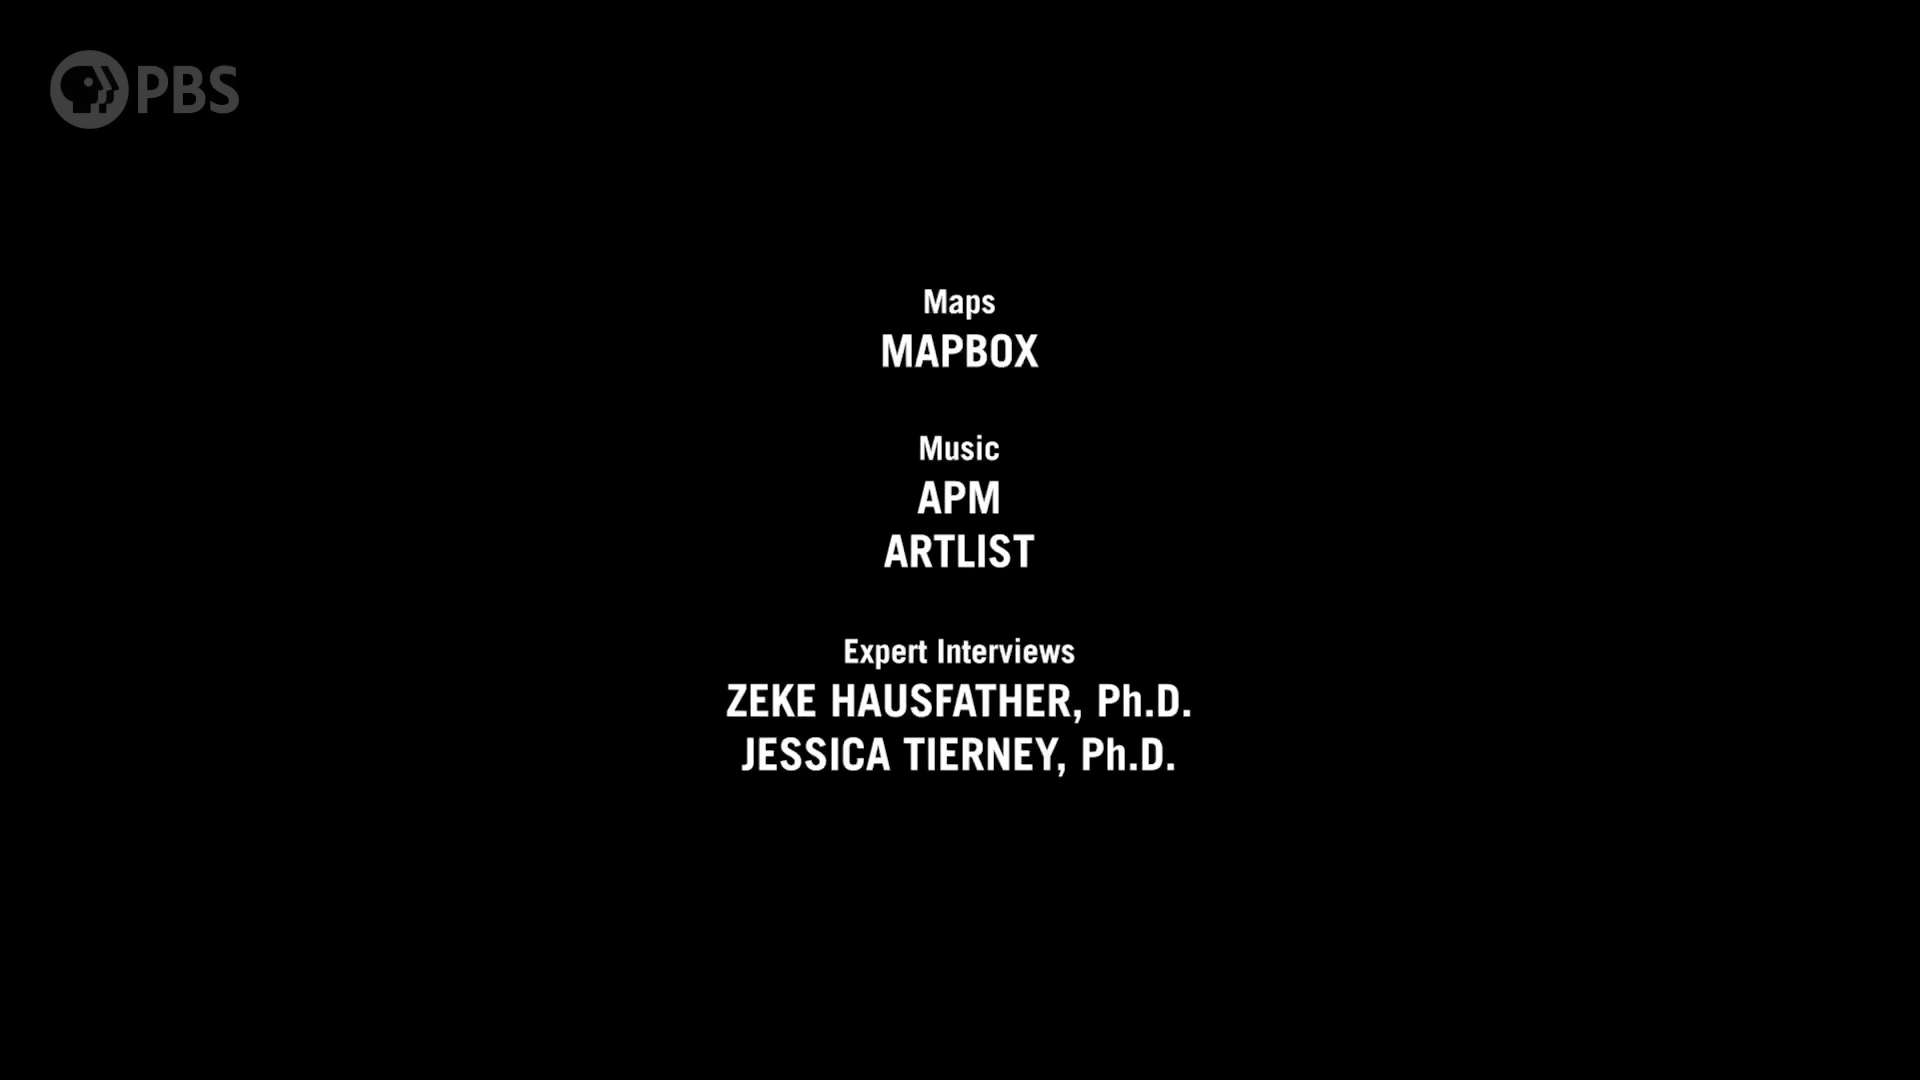 PBS
Maps
MAPBOX
Music
APM
ARTLIST
Expert Interviews
ZEKE HAUSFATHER, Ph.D.
JESSICA TIERNEY, Ph.D.